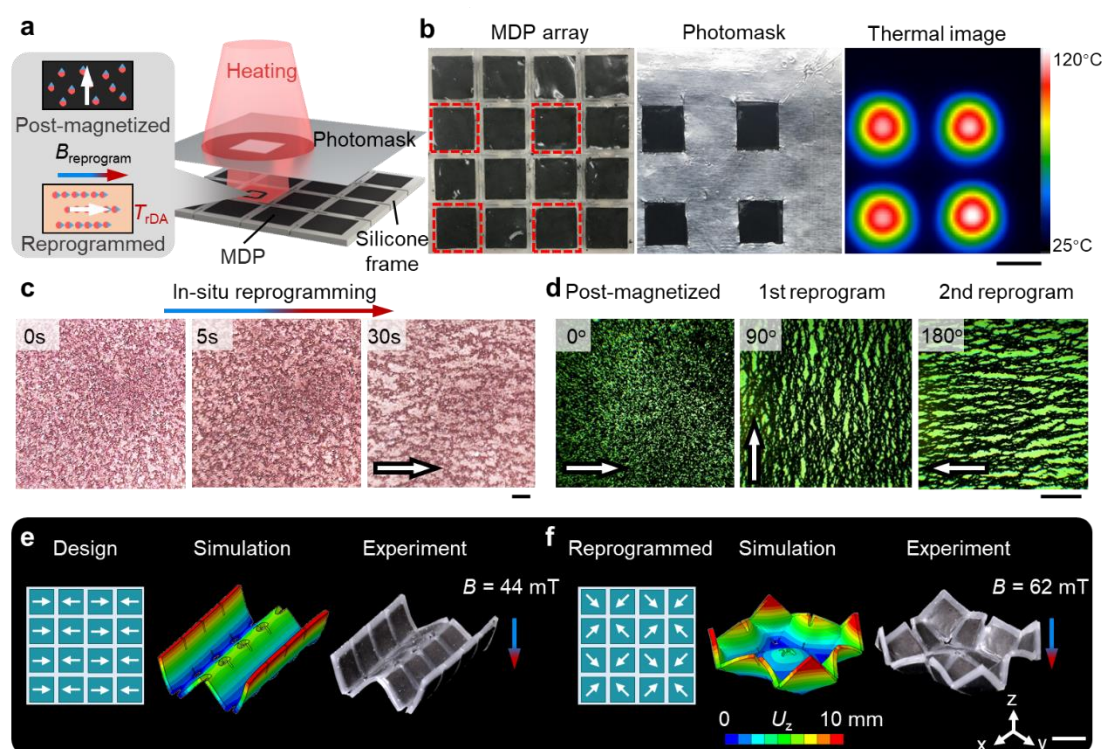 a
Heating
Photomask
Post-magnetized
Breprogram
TrDA
Reprogrammed
MDP
Silicone
frame
b
MDP array
Photomask
Thermal image
120°C
25°C
c
In-situ reprogramming
0s
5s
30s
d
Post-magnetized
1st reprogram
2nd reprogram
0°
90°
180°
e
Design
Simulation
Experiment
B = 44 mT
f
Reprogrammed
Simulation
Experiment
B = 62 mT
0
Uz
10 mm
z
x
y